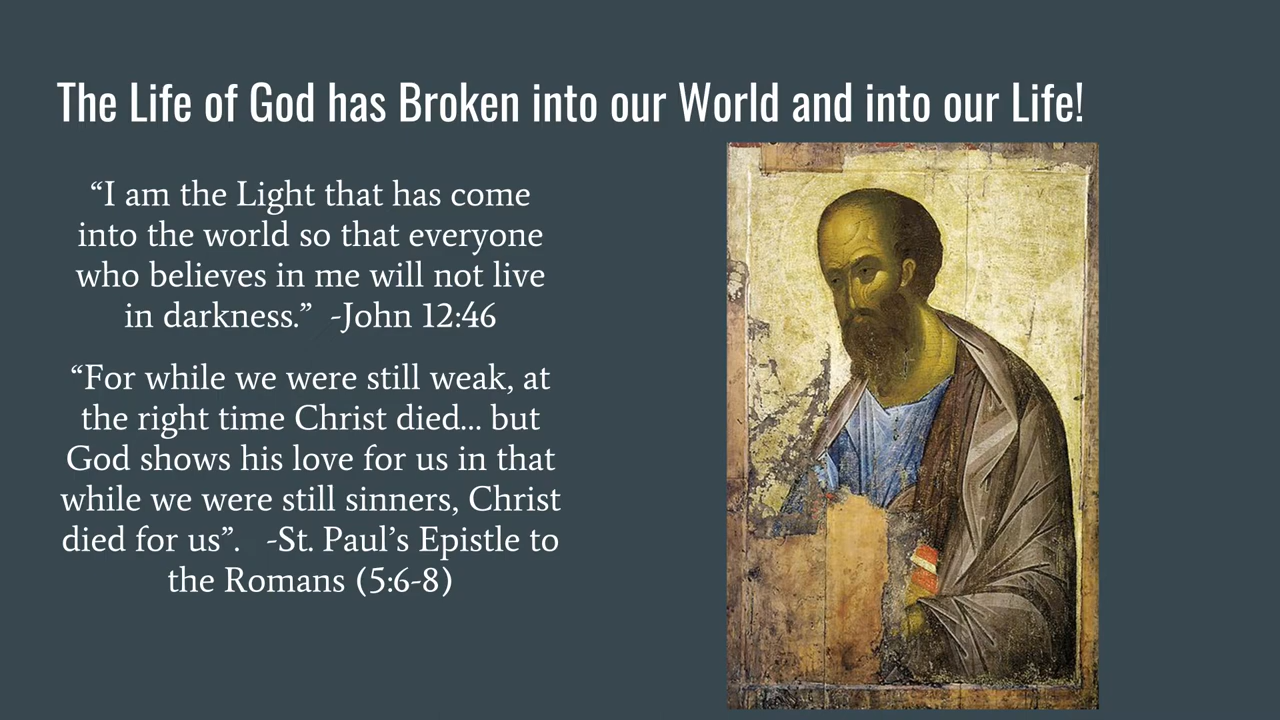 The Life of God has Broken into our World and into our Life!
“I am the Light that has come
into the world so that everyone
who believes in me will not live
in darkness.”  -John 12:46
“For while we were still weak, at
the right time Christ died... but
God shows his love for us in that
while we were still sinners, Christ
died for us”.   -St. Paul’s Epistle to
the Romans (5:6-8)